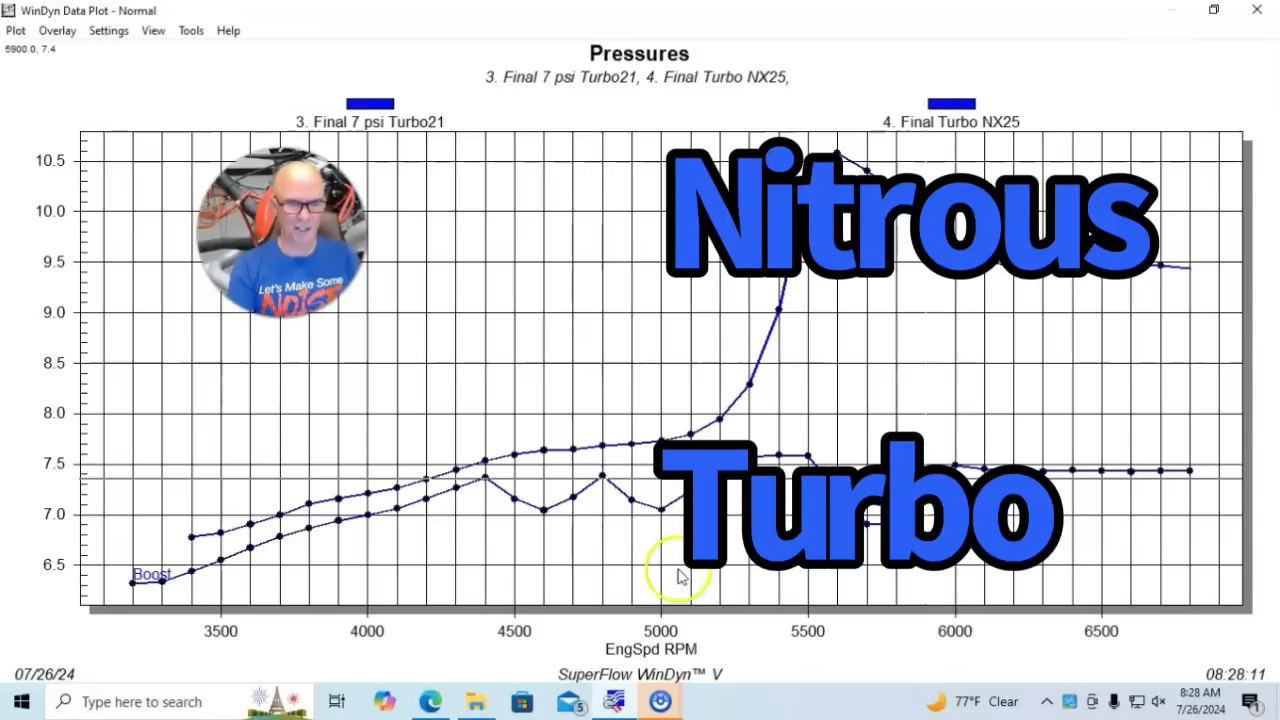 WinDyn Data Plot - Normal
Plot Overlay Settings View Tools Help
5900.0, 7.4
Pressures
3. Final 7 psi Turbo21, 4. Final Turbo NX25,
3. Final 7 psi Turbo21
4. Final Turbo NX25
10.5
10.0
9.5
9.0
8.5
8.0
7.5
7.0
6.5
Nitrous
Turbo
Let's Make Some
NOISE
Boost
3500 4000 4500 5000 5500 6000 6500
EngSpd RPM
07/26/24
SuperFlow WinDyn™ V
08:28:11
Type here to search
5
77°F Clear
8:28 AM
7/26/2024
1